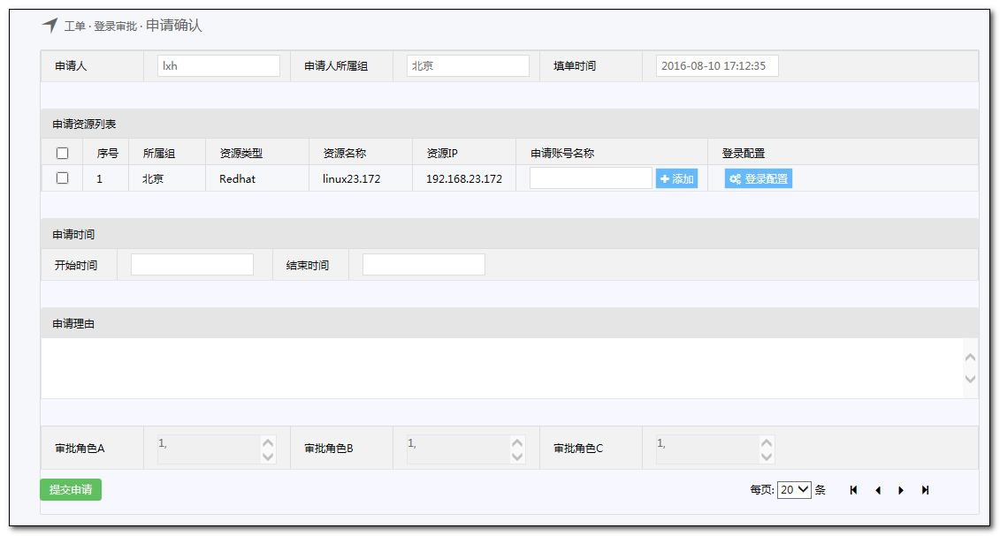 工单 · 登录审批 · 申请确认
申请人 lxh 申请人所属组 北京 填单时间 2016-08-10 17:12:35
申请资源列表
序号 所属组 资源类型 资源名称 资源IP 申请账号名称 登录配置
1 北京 Redhat linux23.172 192.168.23.172 添加 登录配置
申请时间
开始时间 结束时间
申请理由
审批角色A 1, 审批角色B 1, 审批角色C 1,
提交申请 每页: 20 条